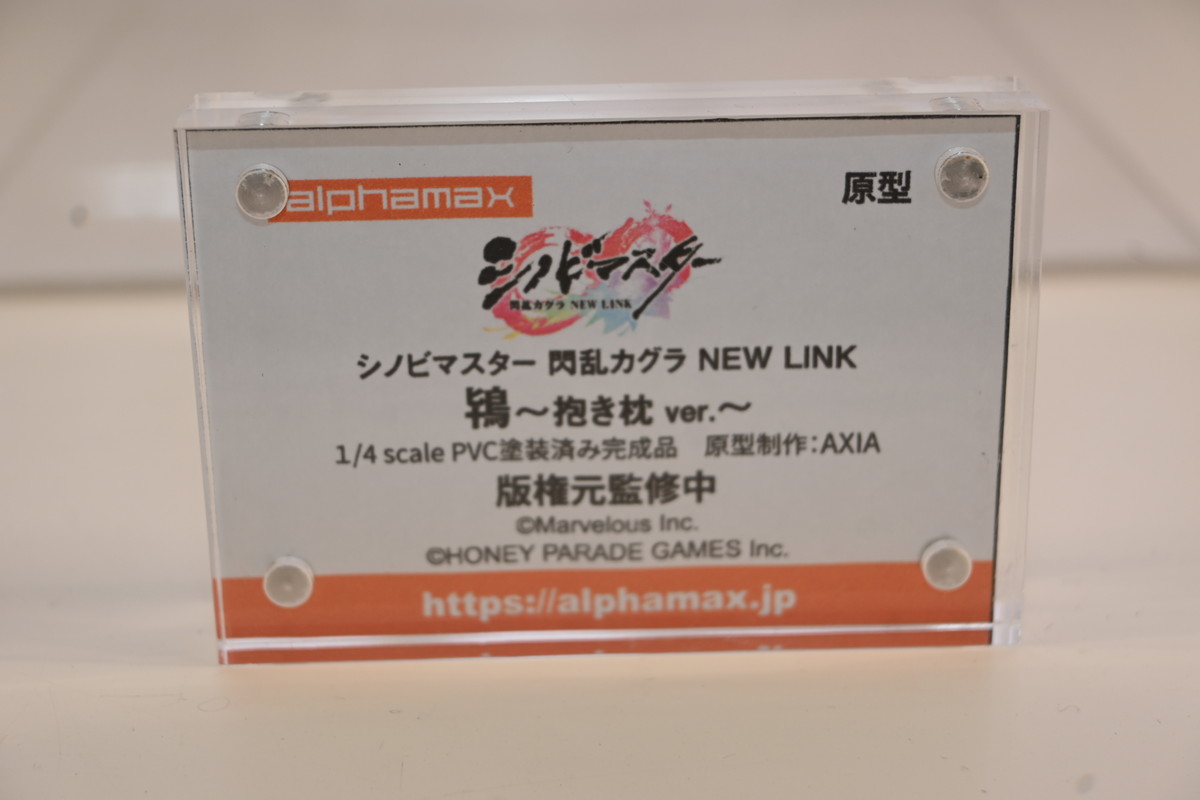 alphamax
原型
シノビマスター
閃乱カグラ NEW LINK
シノビマスター 閃乱カグラ NEW LINK
鴇～抱き枕 ver.～
1/4 scale PVC塗装済み完成品 原型制作：AXIA
版権元監修中
©Marvelous Inc.
©HONEY PARADE GAMES Inc.
https://alphamax.jp